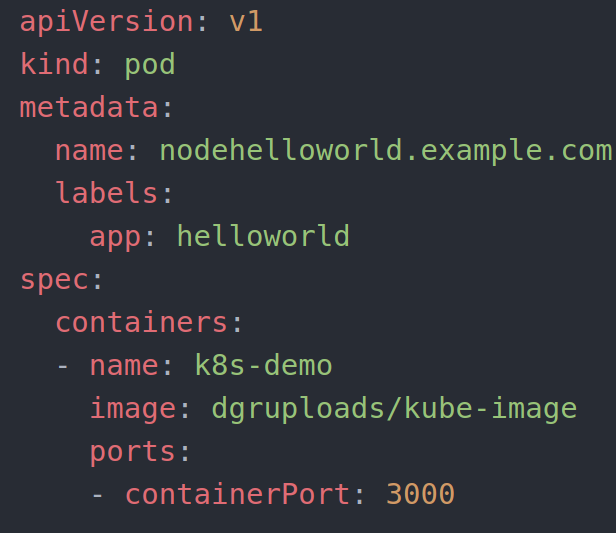 apiVersion: v1
kind: pod
metadata:
  name: nodehelloworld.example.com
  labels:
    app: helloworld
spec:
  containers:
  - name: k8s-demo
    image: dgruploads/kube-image
    ports:
    - containerPort: 3000